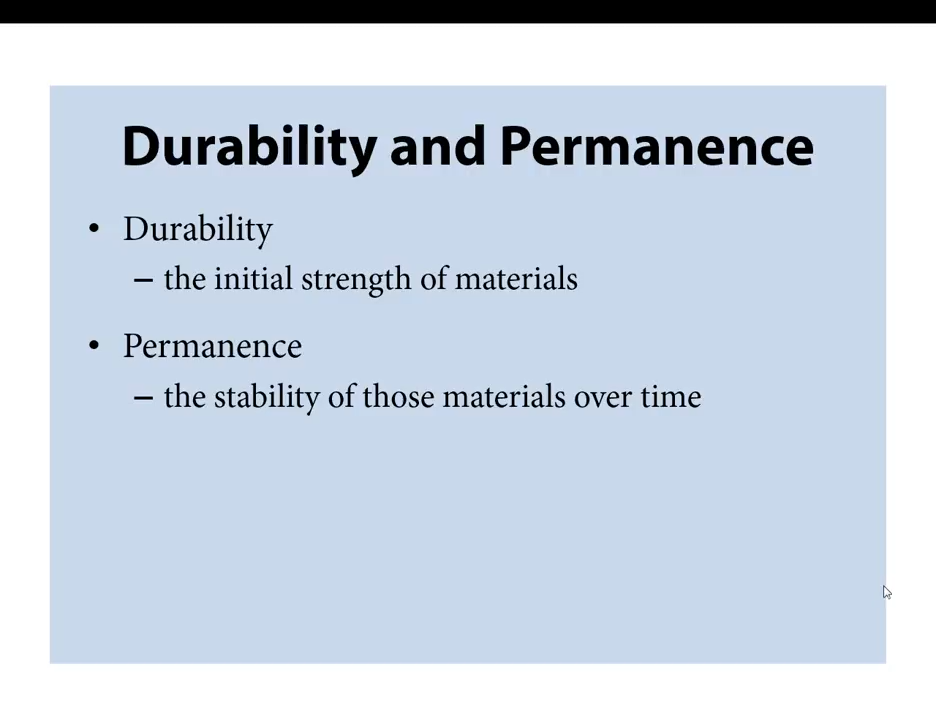 Durability and Permanence
• Durability
– the initial strength of materials
• Permanence
– the stability of those materials over time